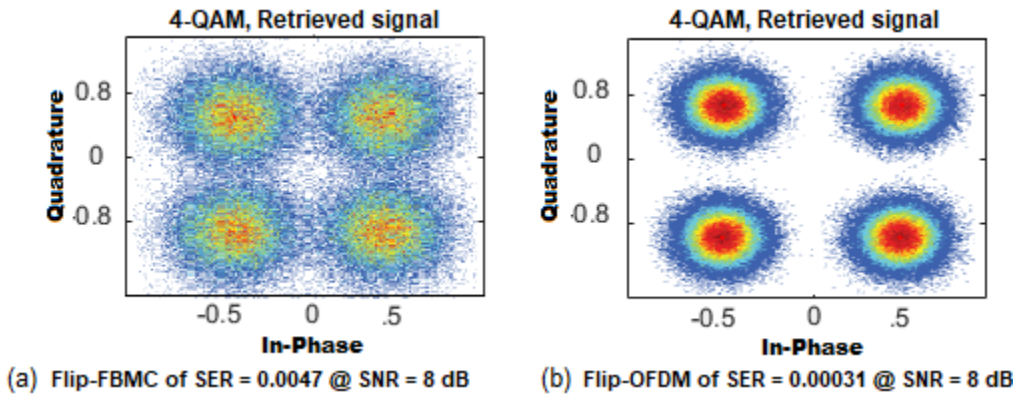 4-QAM, Retrieved signal
0.8
0
-0.8
Quadrature
-0.5 0 .5
In-Phase
(a) Flip-FBMC of SER = 0.0047 @ SNR = 8 dB
4-QAM, Retrieved signal
0.8
0
-0.8
Quadrature
-0.5 0 .5
In-Phase
(b) Flip-OFDM of SER = 0.00031 @ SNR = 8 dB